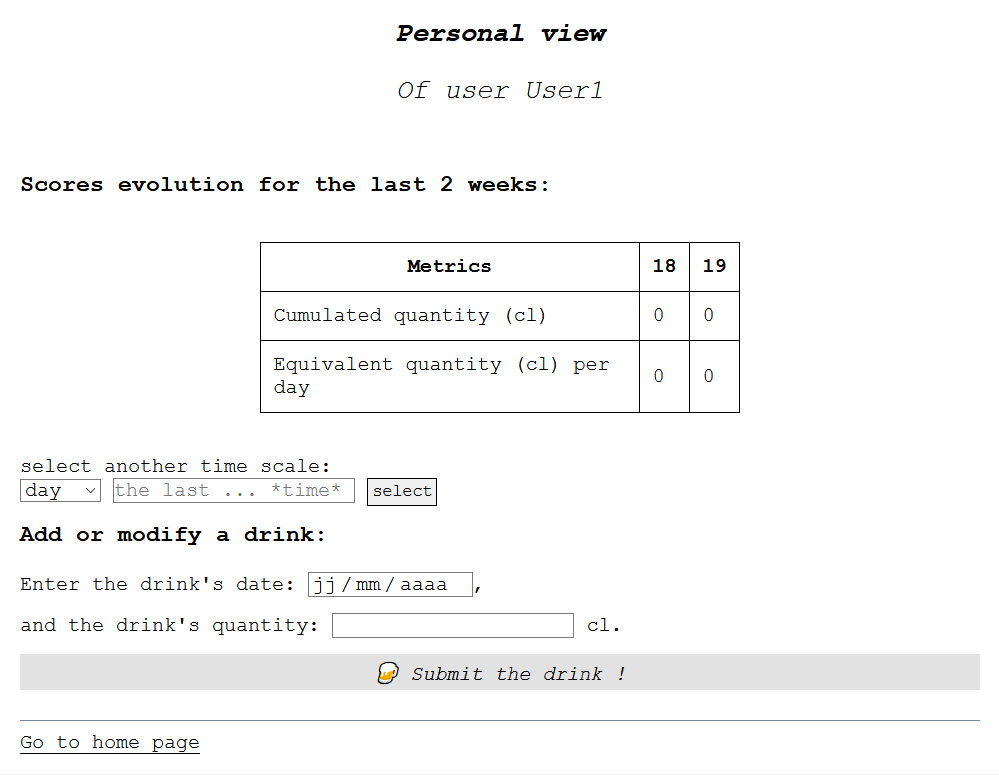 Personal view
Of user User1
Scores evolution for the last 2 weeks:
Metrics 18 19
Cumulated quantity (cl) 0 0
Equivalent quantity (cl) per day 0 0
select another time scale:
day the last ... *time* select
Add or modify a drink:
Enter the drink's date: jj/mm/aaaa,
and the drink's quantity: cl.
🍺 Submit the drink !
Go to home page